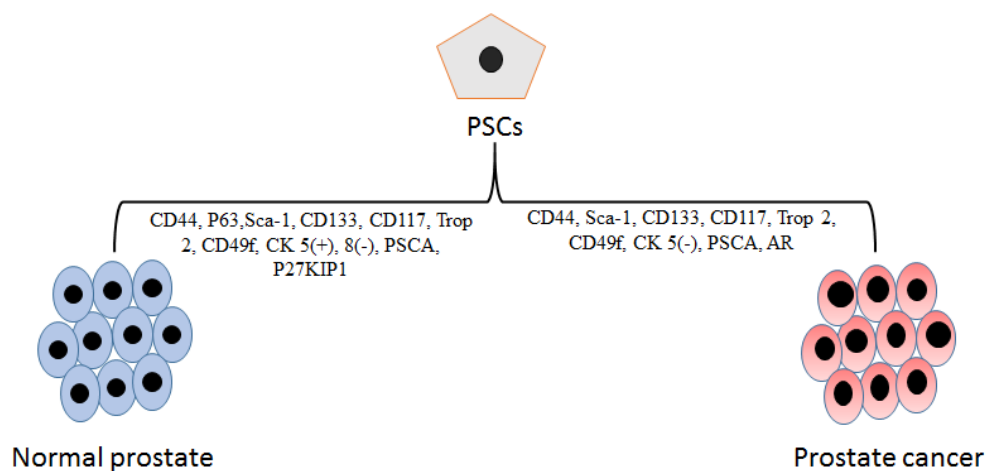 PSCs
CD44, P63,Sca-1, CD133, CD117, Trop
2, CD49f, CK 5(+), 8(-), PSCA,
P27KIP1
CD44, Sca-1, CD133, CD117, Trop 2,
CD49f, CK 5(-), PSCA, AR
Normal prostate
Prostate cancer